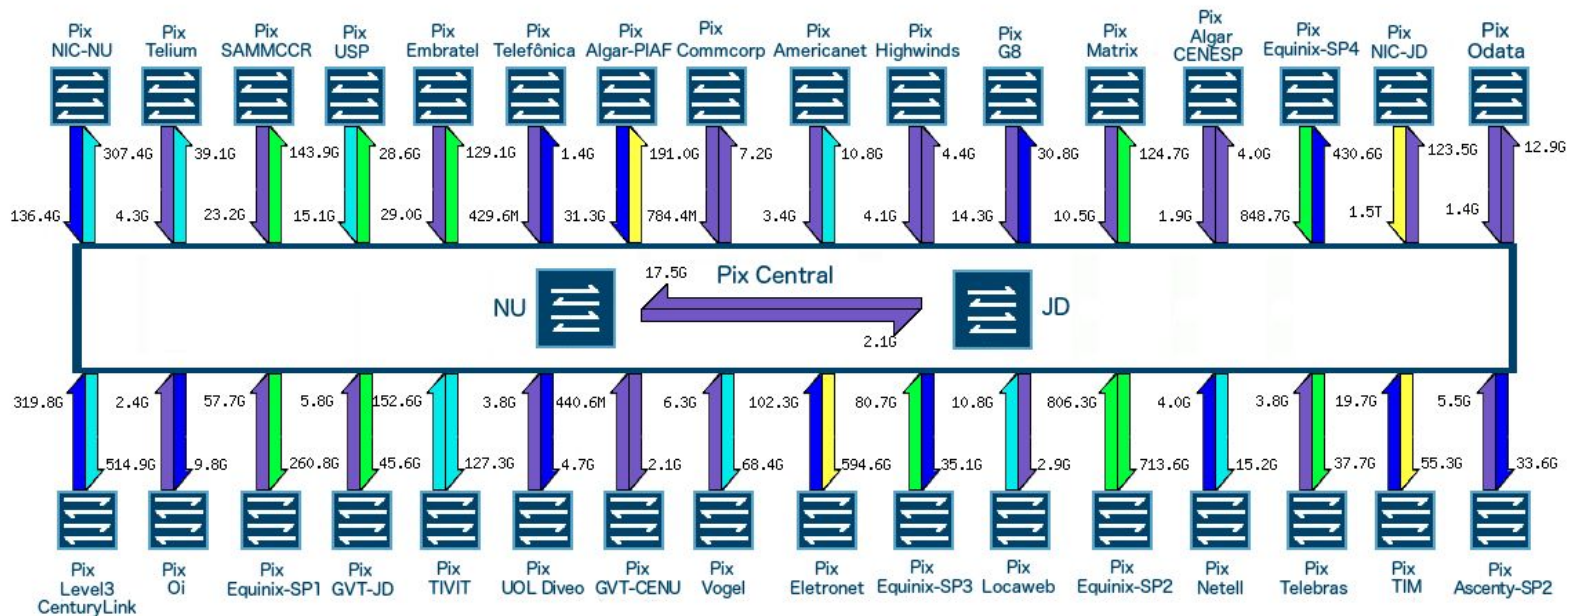 Pix NIC-NU
Pix Telium
Pix SAMMCCR
Pix USP
Pix Embratel
Pix Telefônica
Pix Algar-PIAF
Pix Commcorp
Pix Americanet
Pix Highwinds
Pix G8
Pix Matrix
Pix Algar CENESP
Pix Equinix-SP4
Pix NIC-JD
Pix Odata
307.4G 39.1G 143.9G 28.6G 129.1G 1.4G 191.0G 7.2G 10.8G 4.4G 30.8G 124.7G 4.0G 430.6G 123.5G 12.9G
136.4G 4.3G 23.2G 15.1G 29.0G 429.6M 31.3G 784.4M 3.4G 4.1G 14.3G 10.5G 1.9G 848.7G 1.5T 1.4G
17.5G Pix Central
NU JD
2.1G
319.8G 2.4G 57.7G 5.8G 152.6G 3.8G 440.6M 6.3G 102.3G 80.7G 10.8G 806.3G 4.0G 3.8G 19.7G 5.5G
514.9G 9.8G 260.8G 45.6G 127.3G 4.7G 2.1G 68.4G 594.6G 35.1G 2.9G 713.6G 15.2G 37.7G 55.3G 33.6G
Pix Level3 CenturyLink
Pix Oi
Pix Equinix-SP1
Pix GVT-JD
Pix TIVIT
Pix UOL Diveo
Pix GVT-CENU
Pix Vogel
Pix Eletronet
Pix Equinix-SP3
Pix Locaweb
Pix Equinix-SP2
Pix Netell
Pix Telebras
Pix TIM
Pix Ascenty-SP2